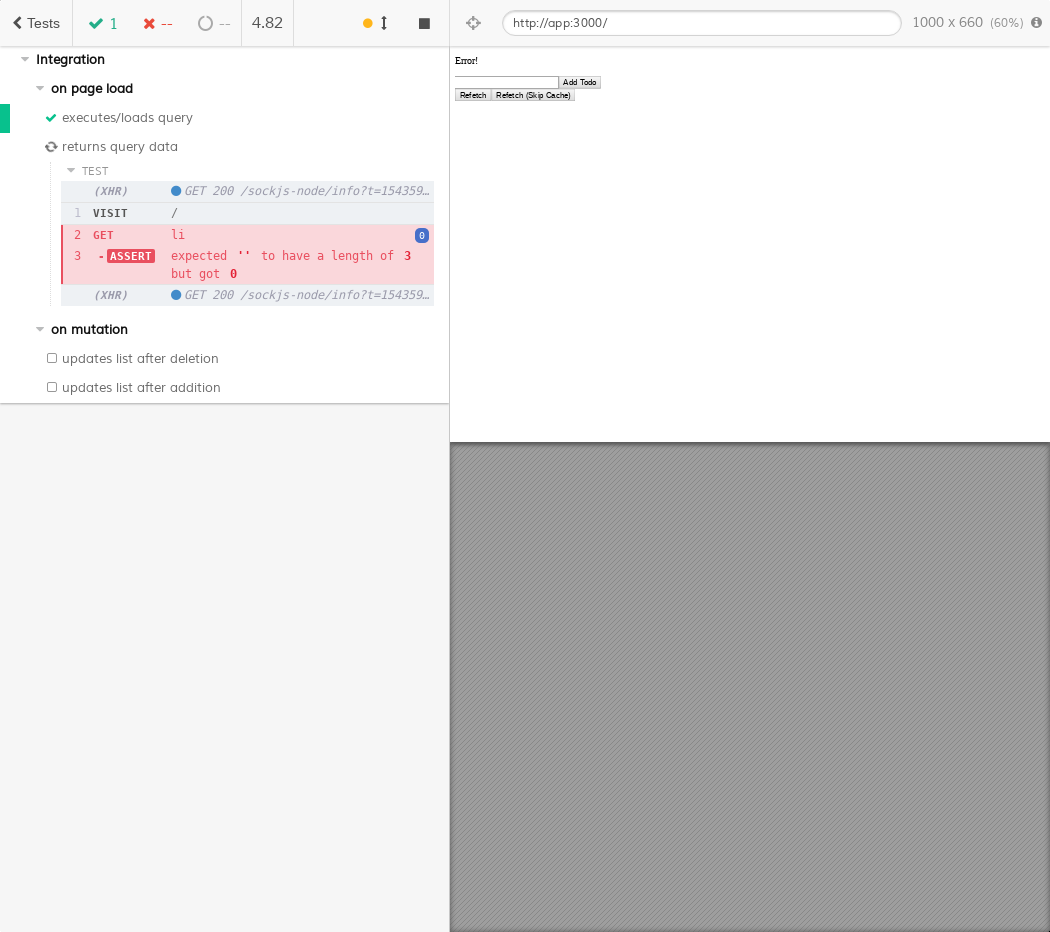 Tests 1 -- -- 4.82
http://app:3000/ 1000 x 660 (60%)
Integration
on page load
executes/loads query
returns query data
TEST
(XHR) GET 200 /sockjs-node/info?t=154359…
1 VISIT /
2 GET li 0
3 -ASSERT expected '' to have a length of 3
but got 0
(XHR) GET 200 /sockjs-node/info?t=154359…
on mutation
updates list after deletion
updates list after addition
Error!
Add Todo
Refetch Refetch (Skip Cache)